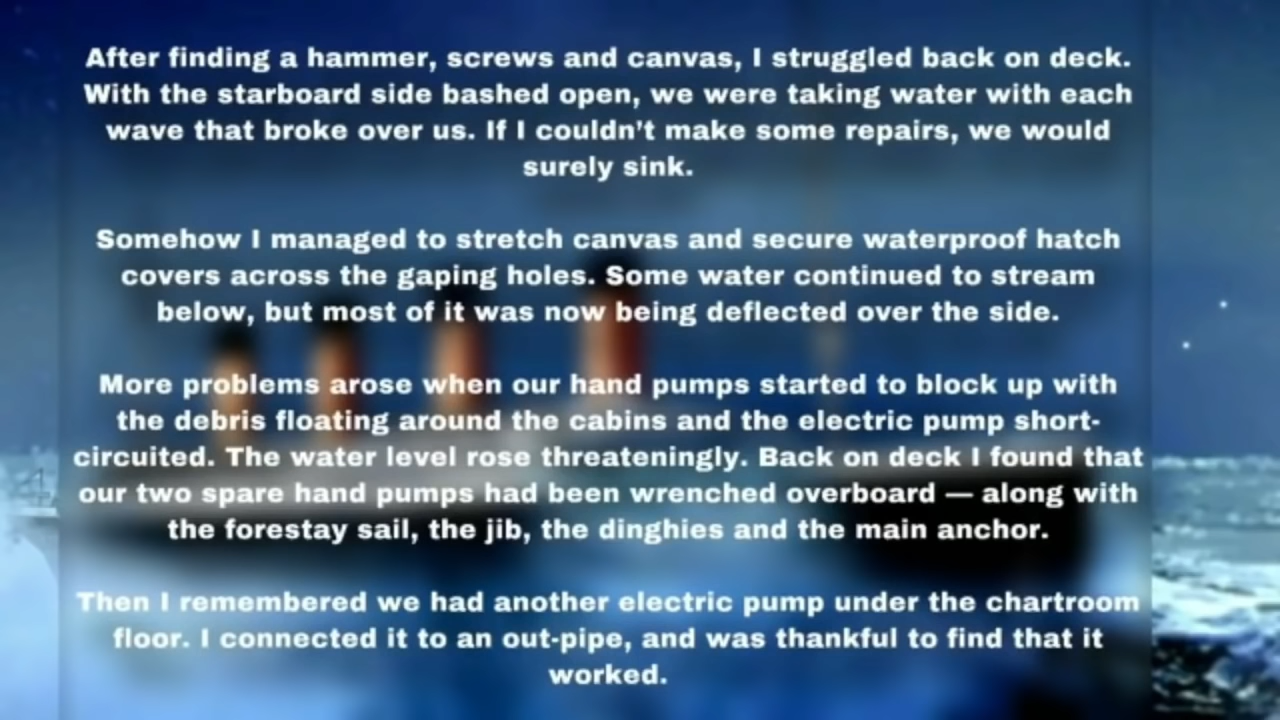 After finding a hammer, screws and canvas, I struggled back on deck.
With the starboard side bashed open, we were taking water with each
wave that broke over us. If I couldn't make some repairs, we would
surely sink.
Somehow I managed to stretch canvas and secure waterproof hatch
covers across the gaping holes. Some water continued to stream
below, but most of it was now being deflected over the side.
More problems arose when our hand pumps started to block up with
the debris floating around the cabins and the electric pump short-
circuited. The water level rose threateningly. Back on deck I found that
our two spare hand pumps had been wrenched overboard — along with
the forestay sail, the jib, the dinghies and the main anchor.
Then I remembered we had another electric pump under the chartroom
floor. I connected it to an out-pipe, and was thankful to find that it
worked.